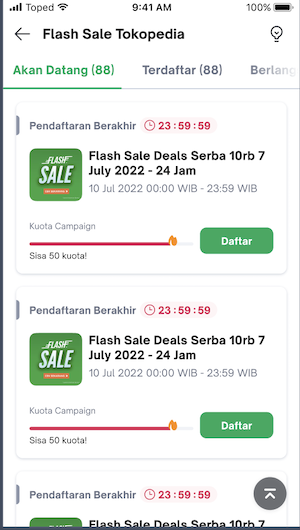 Toped 9:41 AM 100%
Flash Sale Tokopedia
Akan Datang (88) Terdaftar (88) Berlang
Pendaftaran Berakhir 23 : 59 : 59
FLASH
SALE
Flash Sale Deals Serba 10rb 7
July 2022 - 24 Jam
10 Jul 2022 00:00 WIB - 23:59 WIB
Kuota Campaign
Sisa 50 kuota!
Daftar
Pendaftaran Berakhir 23 : 59 : 59
FLASH
SALE
Flash Sale Deals Serba 10rb 7
July 2022 - 24 Jam
10 Jul 2022 00:00 WIB - 23:59 WIB
Kuota Campaign
Sisa 50 kuota!
Daftar
Pendaftaran Berakhir 23 : 59 : 59
FLASH
Flash Sale Deals Serba 10rb 7